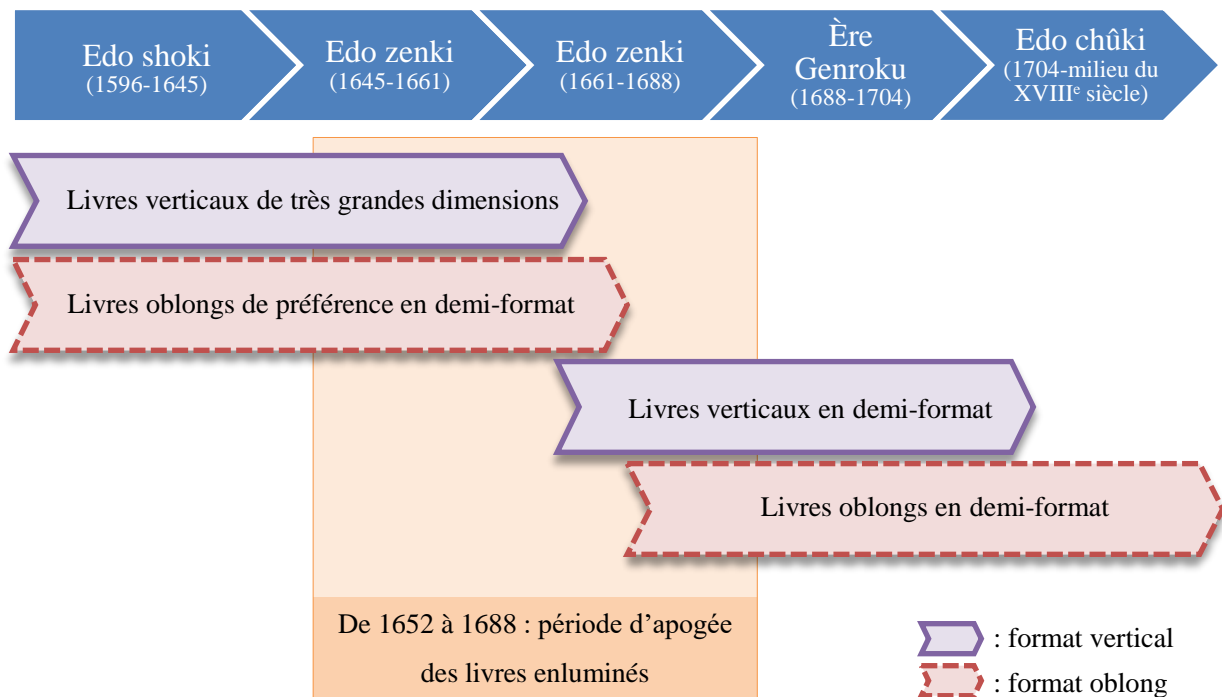 Edo shoki
(1596-1645)
Edo zenki
(1645-1661)
Edo zenki
(1661-1688)
Ère
Genroku
(1688-1704)
Edo chûki
(1704-milieu du
XVIIIe siècle)
Livres verticaux de très grandes dimensions
Livres oblongs de préférence en demi-format
Livres verticaux en demi-format
Livres oblongs en demi-format
De 1652 à 1688 : période d’apogée
des livres enluminés
: format vertical
: format oblong